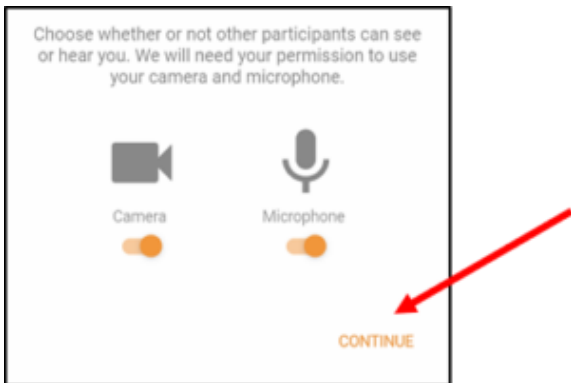 Choose whether or not other participants can see
or hear you. We will need your permission to use
your camera and microphone.
Camera
Microphone
CONTINUE